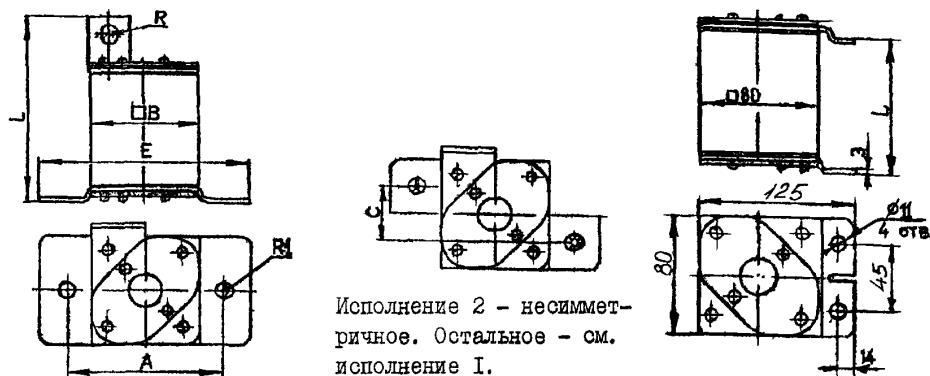 R
L
□B
E
R1
A
C
Исполнение 2 - несиммет-
ричное. Остальное - см.
исполнение I.
□80
L
3
125
Ø11
4 отв
80
45
14